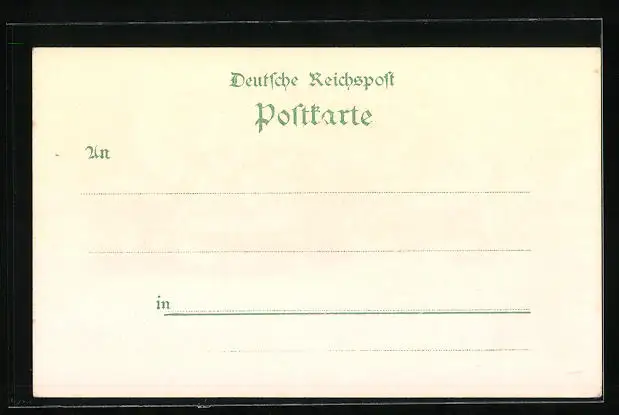 Deutſche Reichspoſt
Poſtkarte
An
in